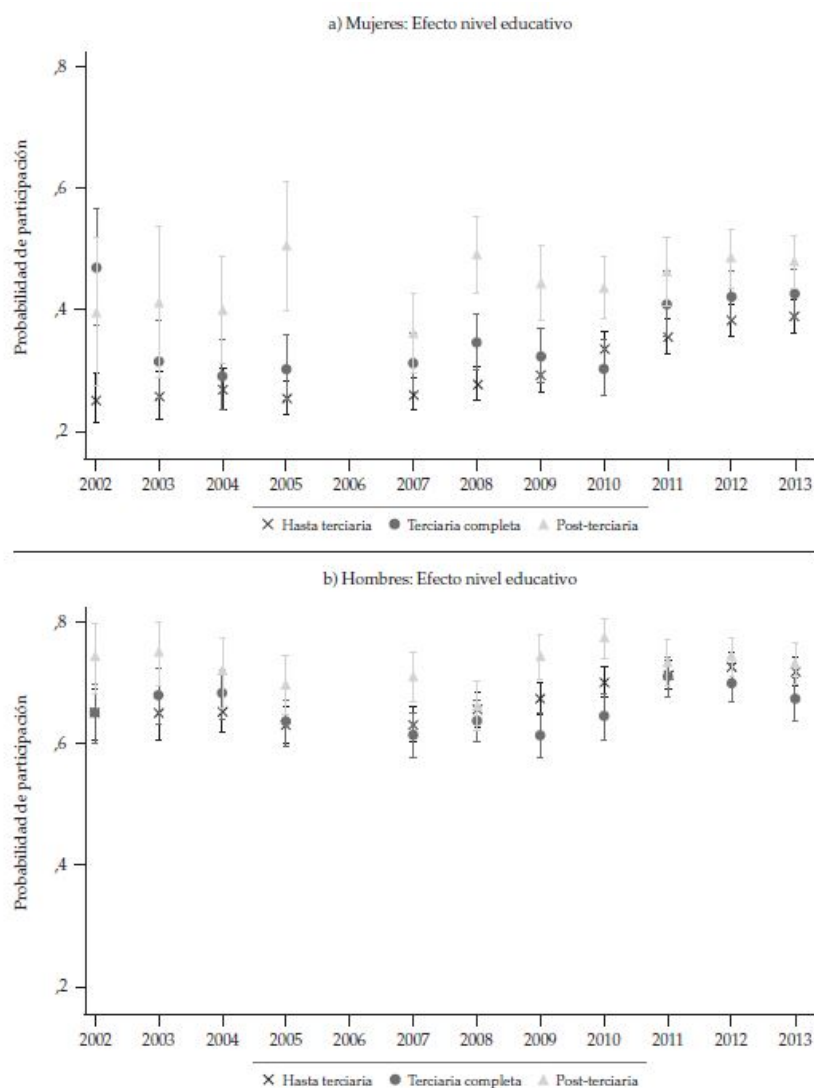 a) Mujeres: Efecto nivel educativo
Probabilidad de participación
,8
,6
,4
,2
2002 2003 2004 2005 2006 2007 2008 2009 2010 2011 2012 2013
Hasta terciaria Terciaria completa Post-terciaria
b) Hombres: Efecto nivel educativo
Probabilidad de participación
,8
,6
,4
,2
2002 2003 2004 2005 2006 2007 2008 2009 2010 2011 2012 2013
Hasta terciaria Terciaria completa Post-terciaria